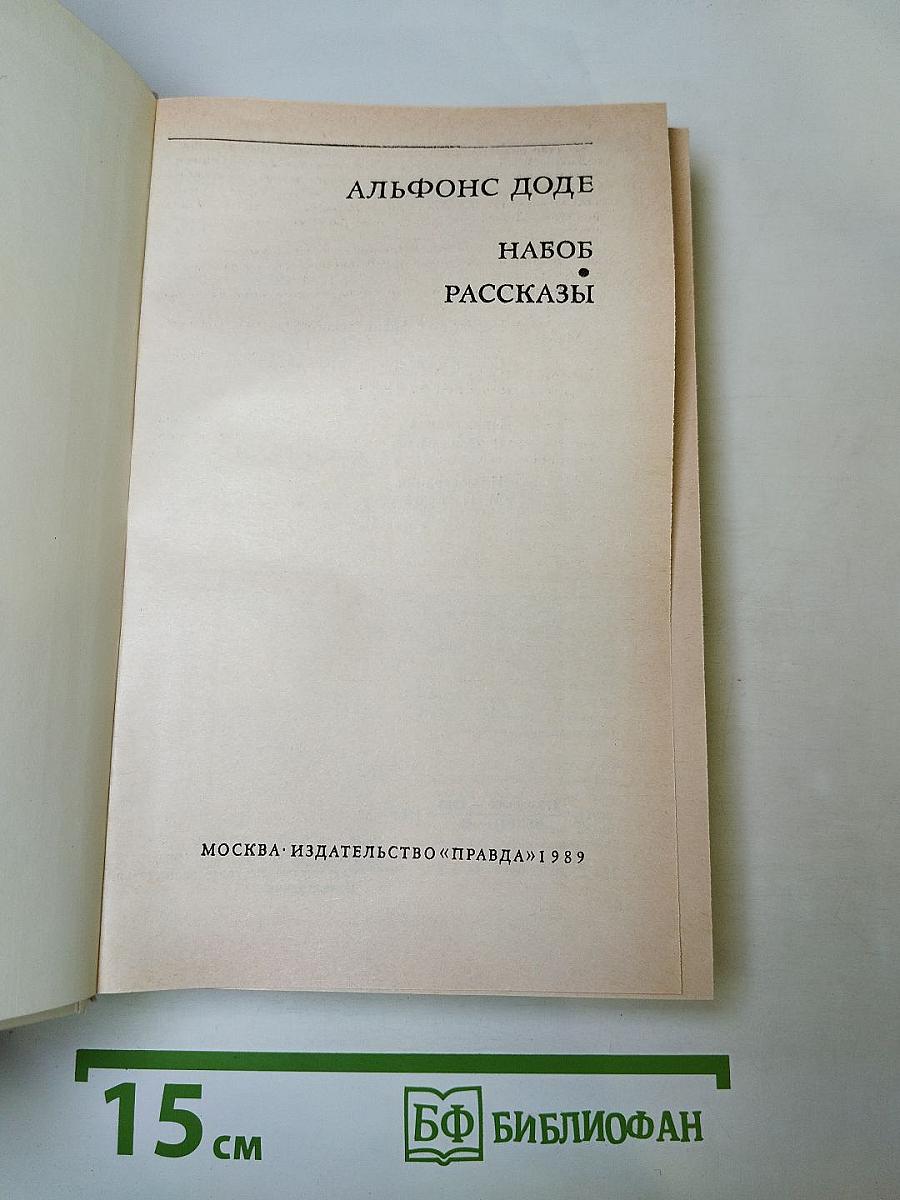 АЛЬФОНС ДОДЕ
НАБОБ
•
РАССКАЗЫ
МОСКВА·ИЗДАТЕЛЬСТВО «ПРАВДА» 1989
15 см
БФ БИБЛИОФАН